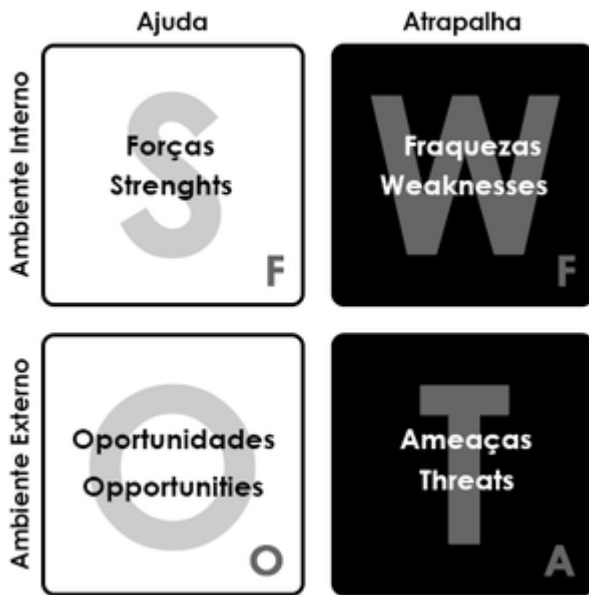 Ajuda
Atrapalha
Ambiente Interno
S
Forças
Strenghts
F
W
Fraquezas
Weaknesses
F
Ambiente Externo
O
Oportunidades
Opportunities
O
T
Ameaças
Threats
A